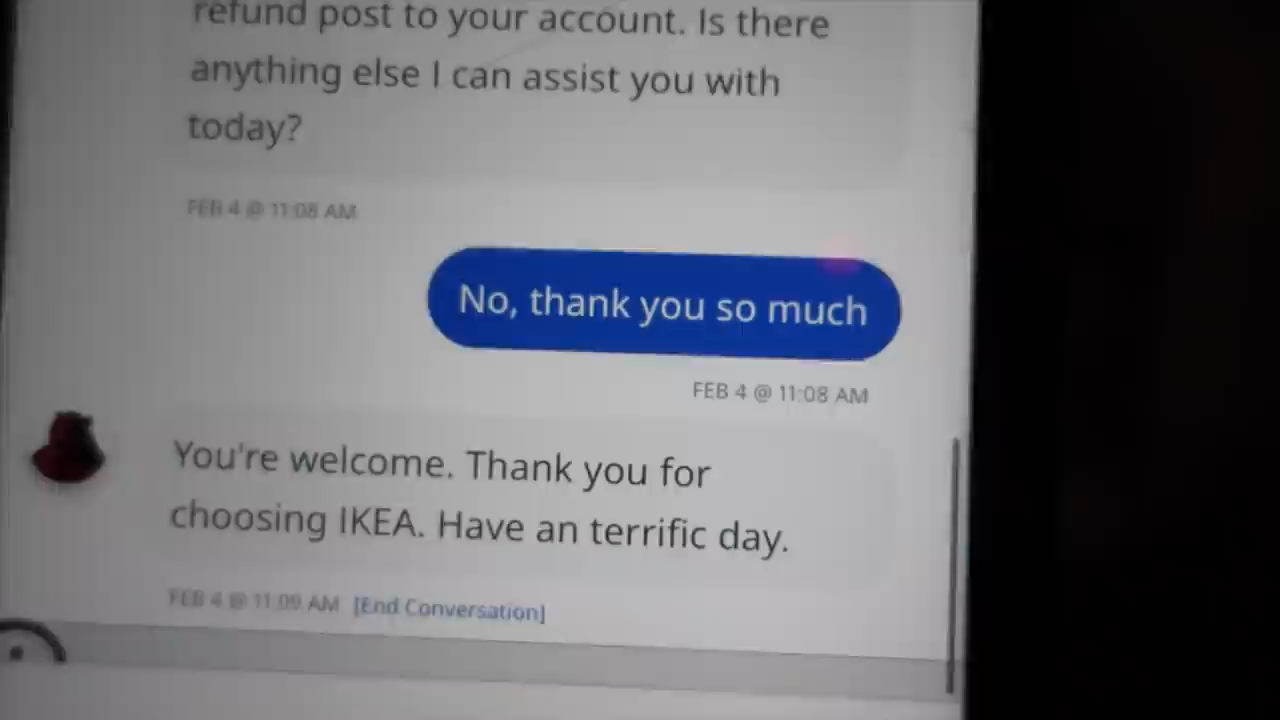 refund post to your account. Is there
anything else I can assist you with
today?
FEB 4 @ 11:08 AM
No, thank you so much
FEB 4 @ 11:08 AM
You're welcome. Thank you for
choosing IKEA. Have an terrific day.
FEB 4 @ 11:09 AM [End Conversation]